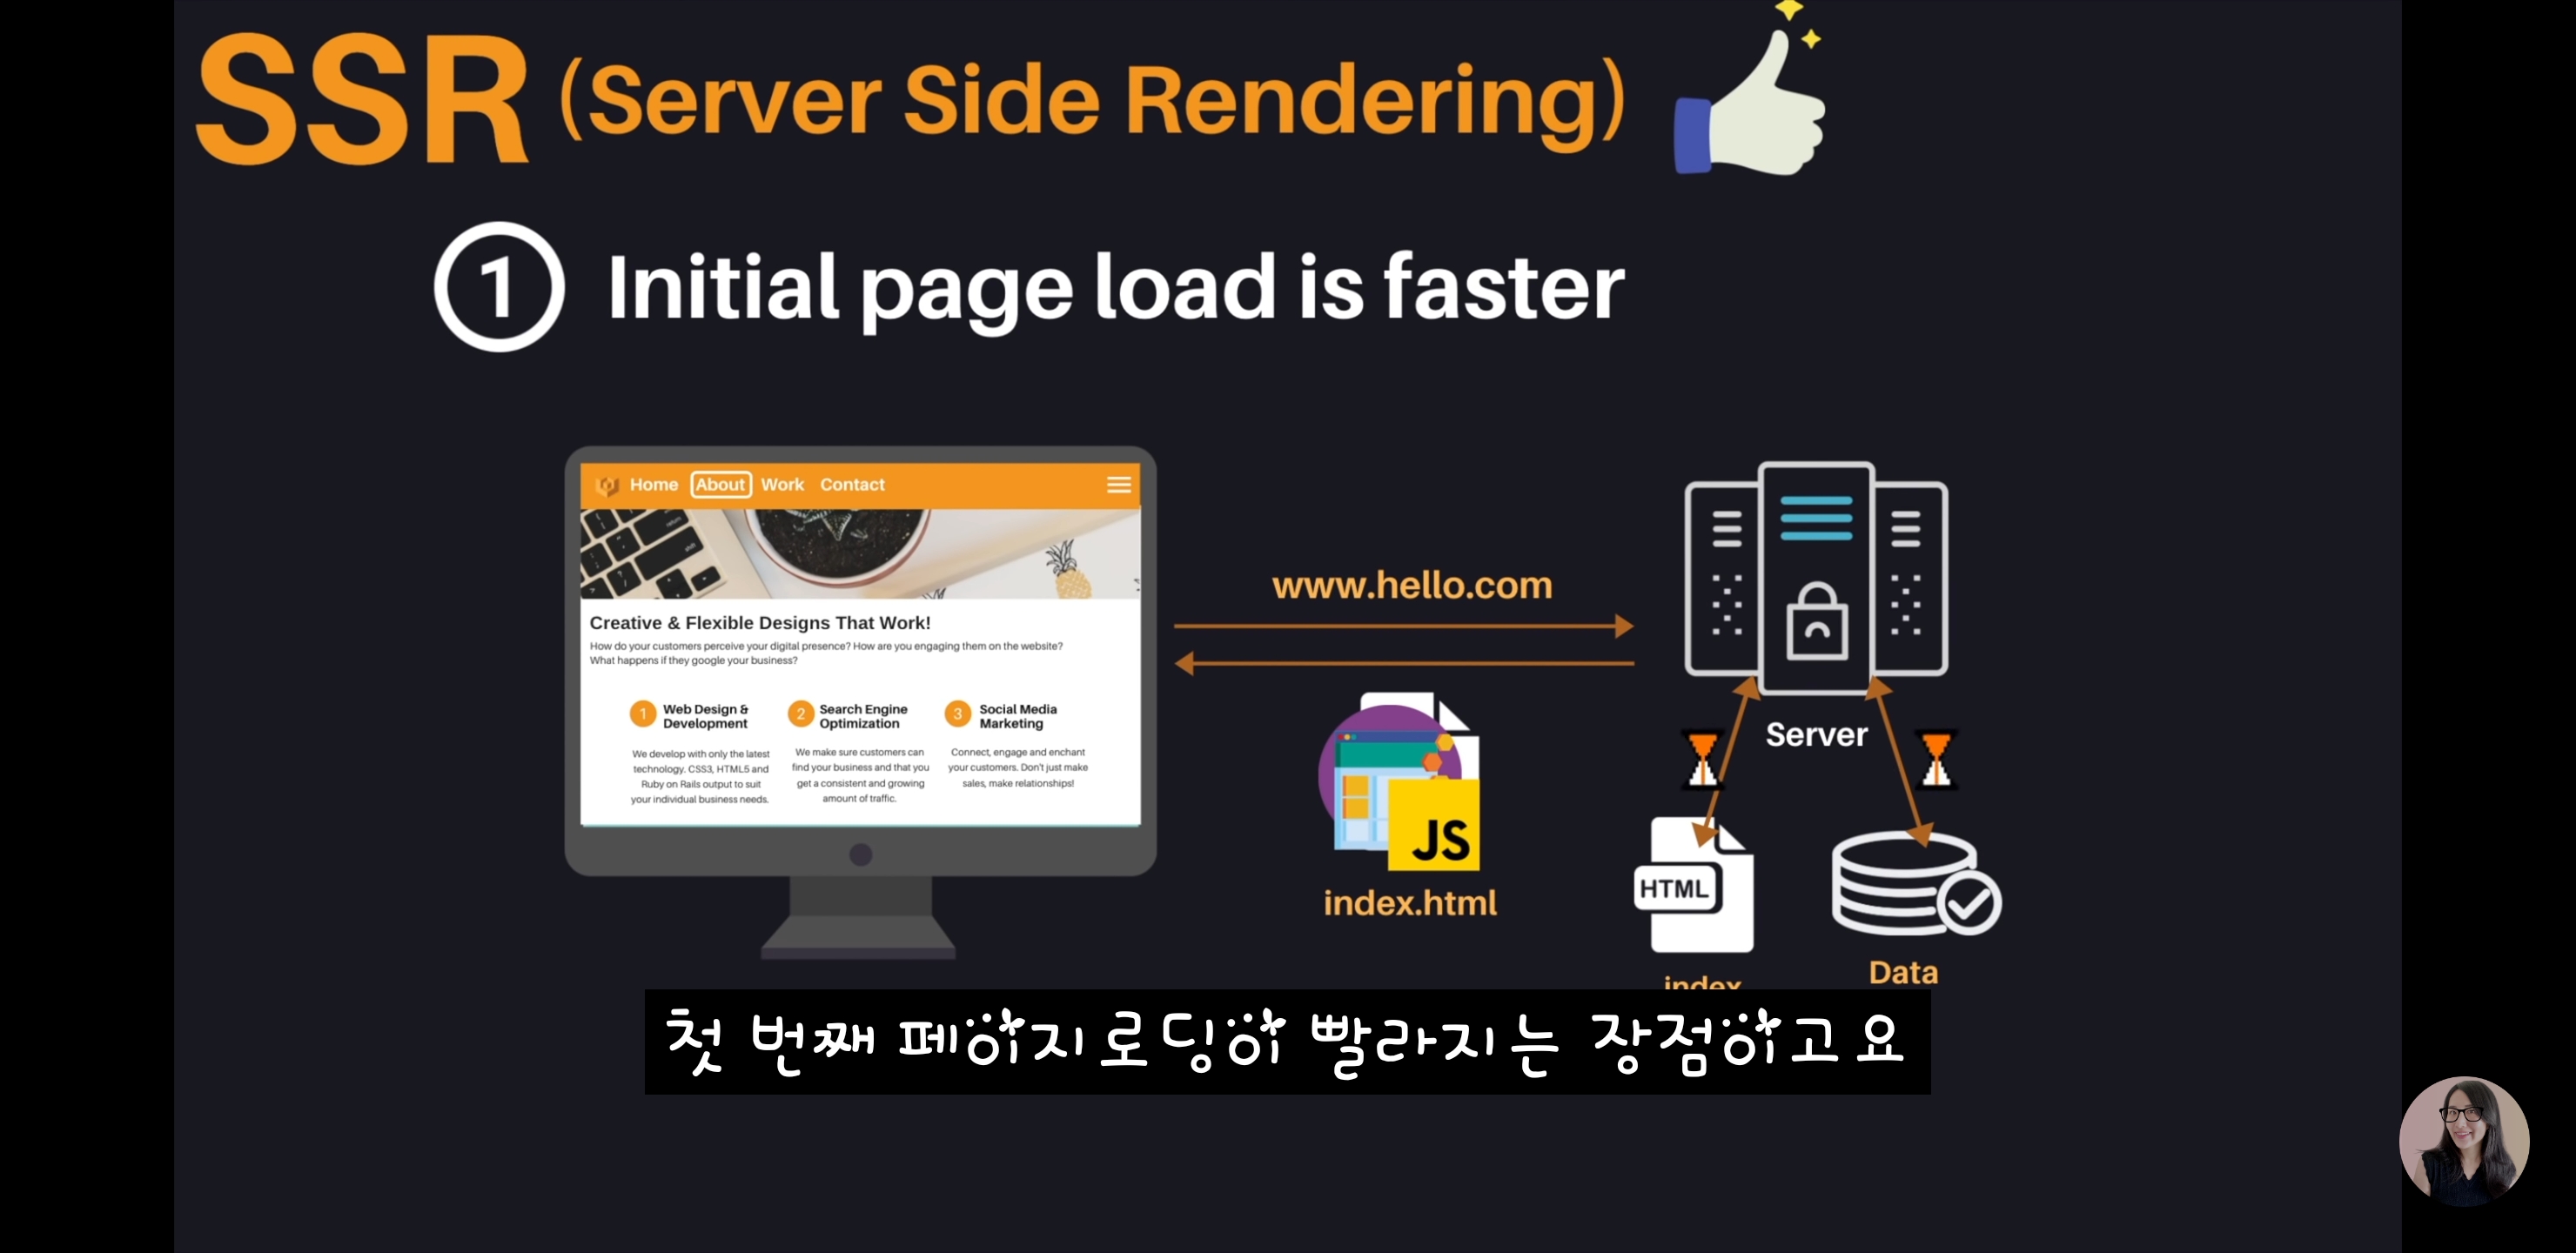 SSR (Server Side Rendering)
1 Initial page load is faster
Home About Work Contact
Creative & Flexible Designs That Work!
How do your customers perceive your digital presence? How are you engaging them on the website?
What happens if they google your business?
1 Web Design &
Development
We develop with only the latest
technology. CSS3, HTML5 and
Ruby on Rails output to suit
your individual business needs.
2 Search Engine
Optimization
We make sure customers can
find your business and that you
get a consistent and growing
amount of traffic.
3 Social Media
Marketing
Connect, engage and enchant
your customers. Don't just make
sales, make relationships!
www.hello.com
JS
index.html
Server
HTML
index
Data
첫 번째 페이지로딩이 빨라지는 장점이고요